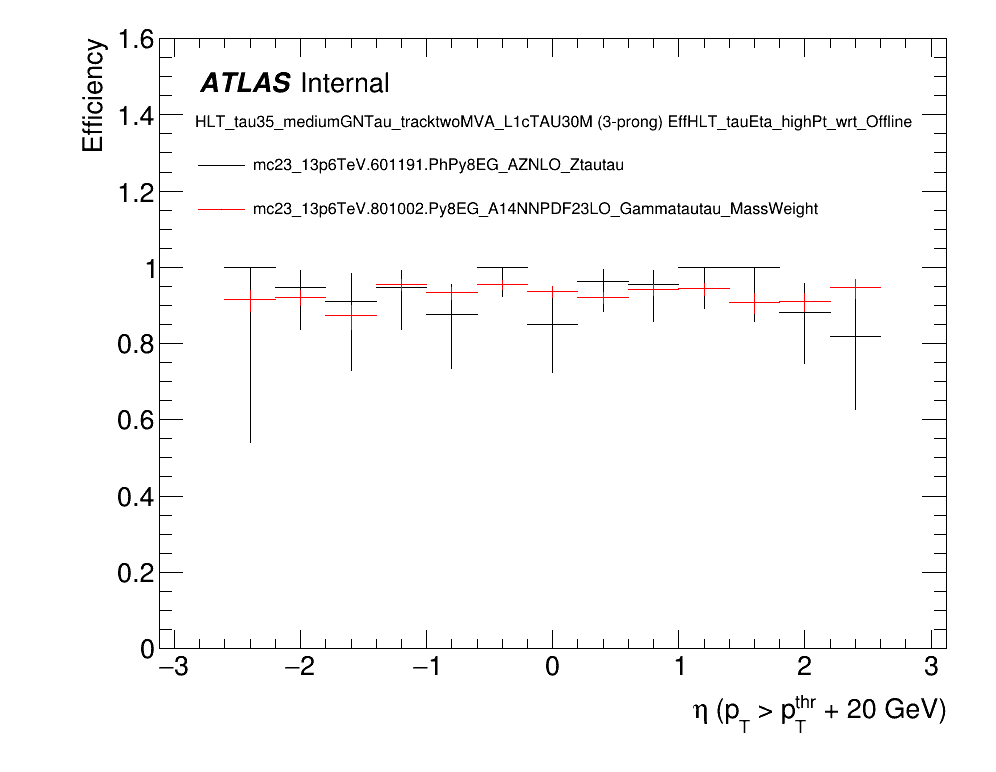 1.6
Efficiency
ATLAS Internal
1.4
HLT_tau35_mediumGNTau_tracktwoMVA_L1cTAU30M (3-prong) EffHLT_tauEta_highPt_wrt_Offline
mc23_13p6TeV.601191.PhPy8EG_AZNLO_Ztautau
1.2
mc23_13p6TeV.801002.Py8EG_A14NNPDF23LO_Gammatautau_MassWeight
1
0.8
0.6
0.4
0.2
0
−3 −2 −1 0 1 2 3
η (p_T > p_T^thr + 20 GeV)